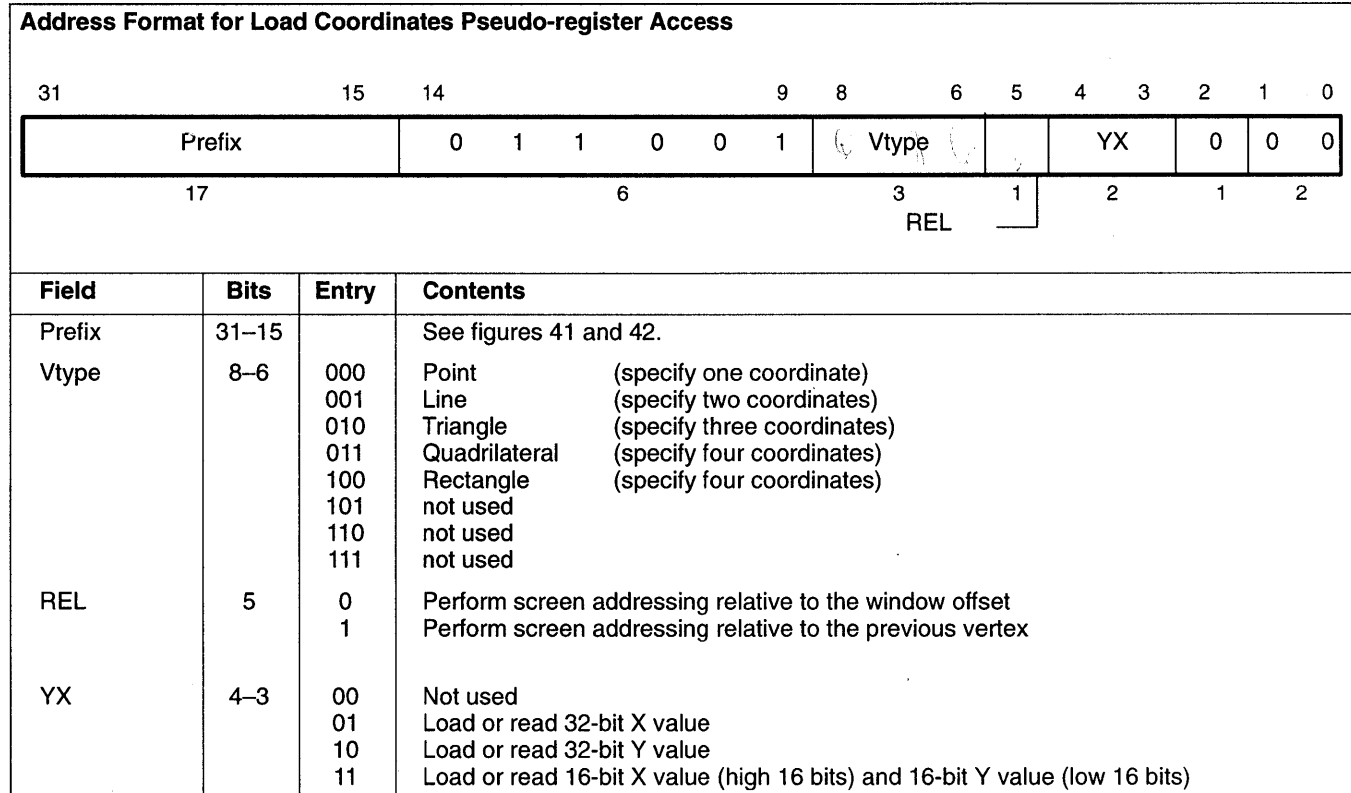 Address Format for Load Coordinates Pseudo-register Access
31 15 14 9 8 6 5 4 3 2 1 0
Prefix 0 1 1 0 0 1 Vtype YX 0 0 0
17 6 3 1 2 1 2
REL
Field Bits Entry Contents
Prefix 31–15 See figures 41 and 42.
Vtype 8–6 000 Point (specify one coordinate)
001 Line (specify two coordinates)
010 Triangle (specify three coordinates)
011 Quadrilateral (specify four coordinates)
100 Rectangle (specify four coordinates)
101 not used
110 not used
111 not used
REL 5 0 Perform screen addressing relative to the window offset
1 Perform screen addressing relative to the previous vertex
YX 4–3 00 Not used
01 Load or read 32-bit X value
10 Load or read 32-bit Y value
11 Load or read 16-bit X value (high 16 bits) and 16-bit Y value (low 16 bits)